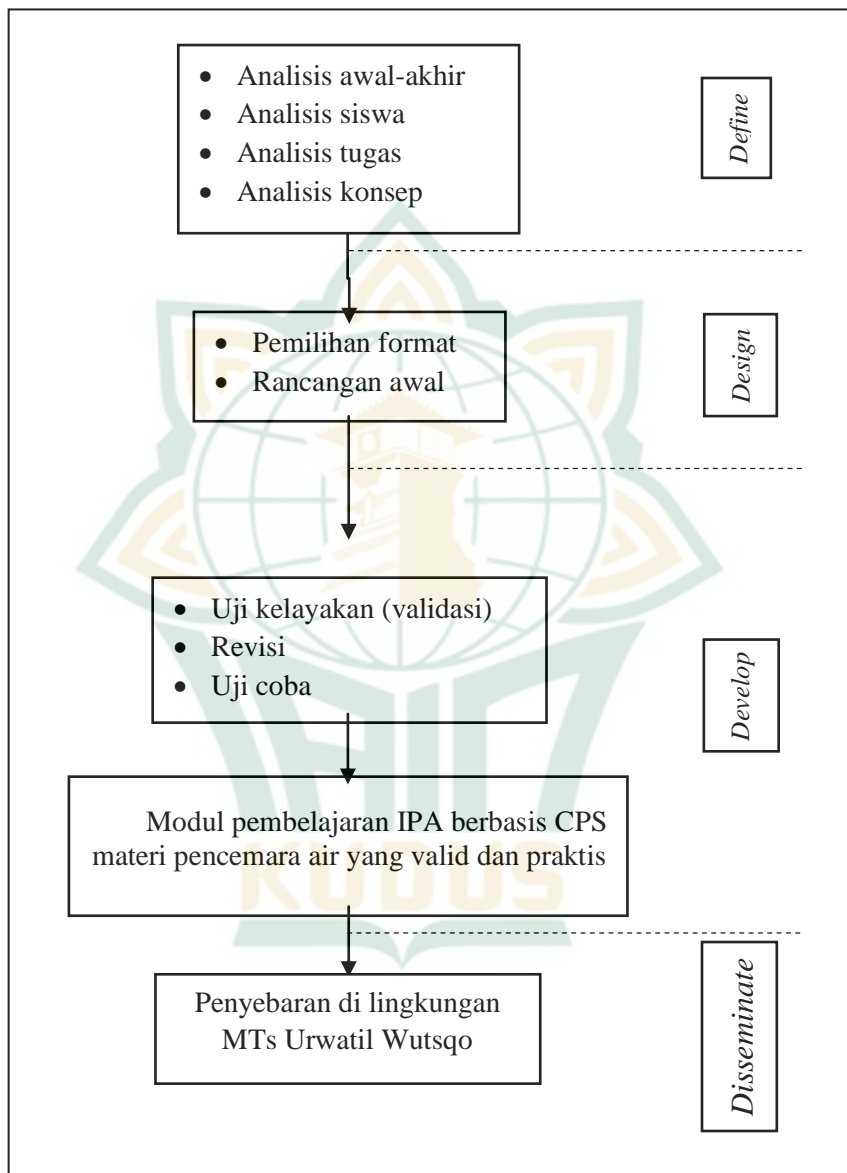 • Analisis awal-akhir
• Analisis siswa
• Analisis tugas
• Analisis konsep
Define
• Pemilihan format
• Rancangan awal
Design
• Uji kelayakan (validasi)
• Revisi
• Uji coba
Develop
Modul pembelajaran IPA berbasis CPS
materi pencemara air yang valid dan praktis
KUDUS
Penyebaran di lingkungan
MTs Urwatil Wutsqo
Disseminate